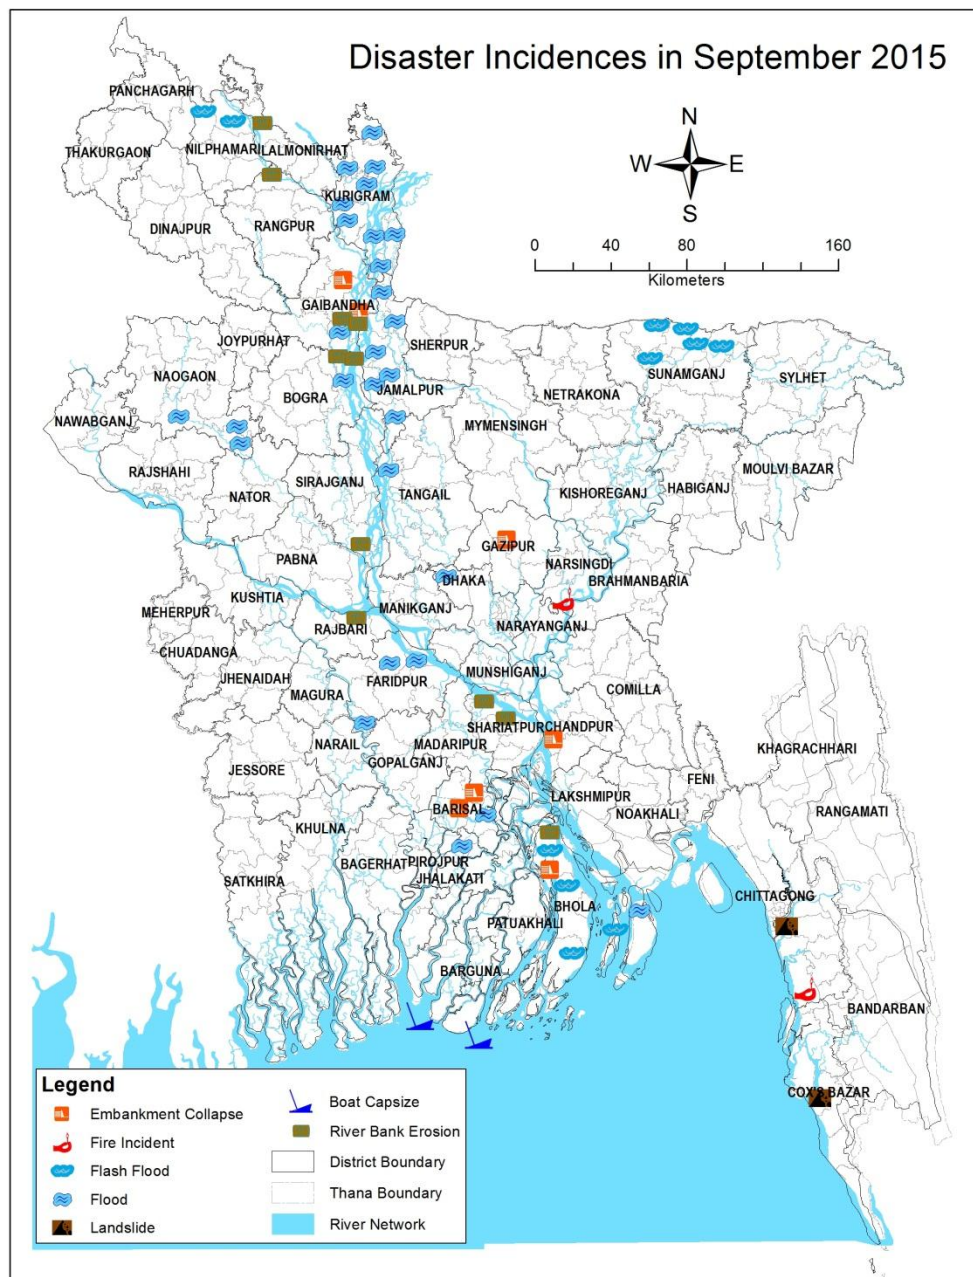 Disaster Incidences in September 2015
N
W E
S
0 40 80 160
Kilometers
PANCHAGARH
THAKURGAON
NILPHAMARI
LALMONIRHAT
KURIGRAM
DINAJPUR
RANGPUR
GAIBANDHA
JOYPURHAT
SHERPUR
NAOGAON
BOGRA
JAMALPUR
NETRAKONA
SUNAMGANJ
SYLHET
NAWABGANJ
MYMENSINGH
RAJSHAHI
NATOR
SIRAJGANJ
TANGAIL
KISHOREGANJ
HABIGANJ
MOULVI BAZAR
GAZIPUR
PABNA
NARSINGDI
BRAHMANBARIA
DHAKA
KUSHTIA
MEHERPUR
MANIKGANJ
RAJBARI
NARAYANGANJ
CHUADANGA
JHENAIDAH
MAGURA
FARIDPUR
MUNSHIGANJ
COMILLA
SHARIATPUR
CHANDPUR
NARAIL
MADARIPUR
GOPALGANJ
JESSORE
KHAGRACHHARI
FENI
LAKSHMIPUR
NOAKHALI
RANGAMATI
BARISAL
KHULNA
BAGERHAT
PIROJPUR
JHALAKATI
SATKHIRA
CHITTAGONG
BHOLA
PATUAKHALI
BARGUNA
BANDARBAN
COX'S BAZAR
Legend
Embankment Collapse
Fire Incident
Flash Flood
Flood
Landslide
Boat Capsize
River Bank Erosion
District Boundary
Thana Boundary
River Network